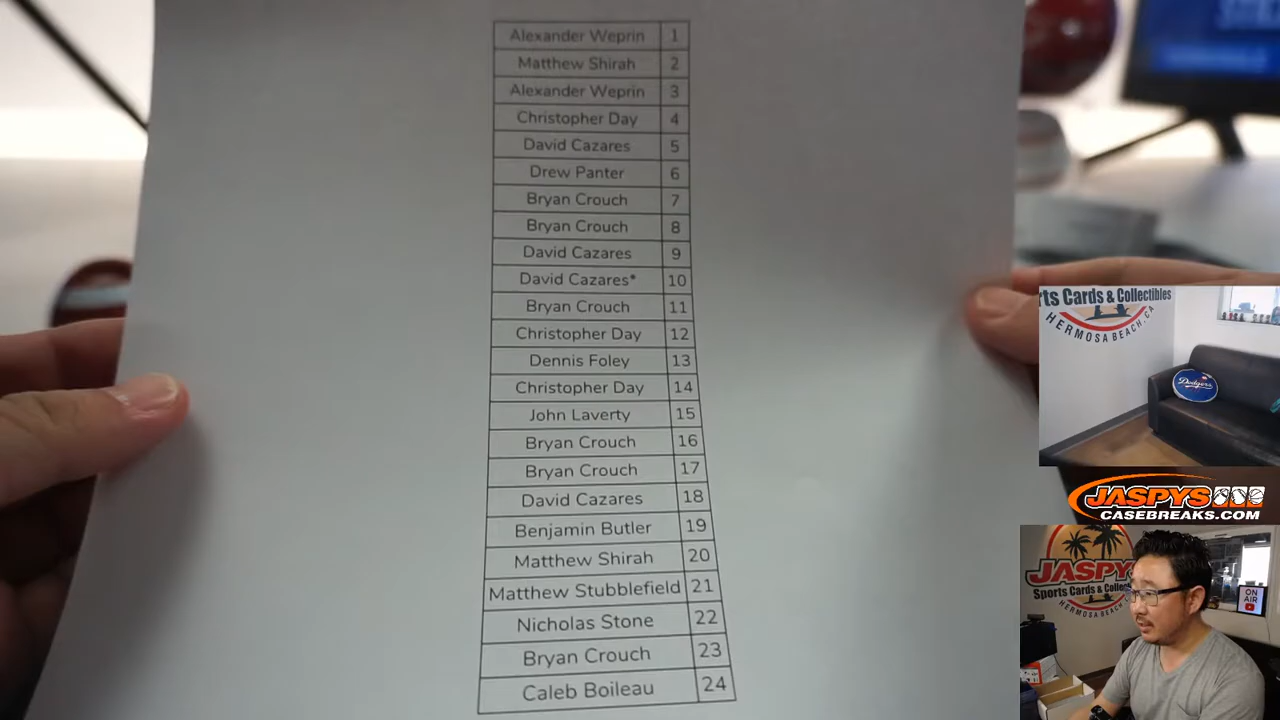 Alexander Weprin 1
Matthew Shirah 2
Alexander Weprin 3
Christopher Day 4
David Cazares 5
Drew Panter 6
Bryan Crouch 7
Bryan Crouch 8
David Cazares 9
David Cazares* 10
Bryan Crouch 11
Christopher Day 12
Dennis Foley 13
Christopher Day 14
John Laverty 15
Bryan Crouch 16
Bryan Crouch 17
David Cazares 18
Benjamin Butler 19
Matthew Shirah 20
Matthew Stubblefield 21
Nicholas Stone 22
Bryan Crouch 23
Caleb Boileau 24
rts Cards & Collectibles
HERMOSA BEACH, CA
Dodgers
JASPYS
CASEBREAKS.COM
JASPYS
Sports Cards & Collec
HERMOSA BEACH
ON
AIR